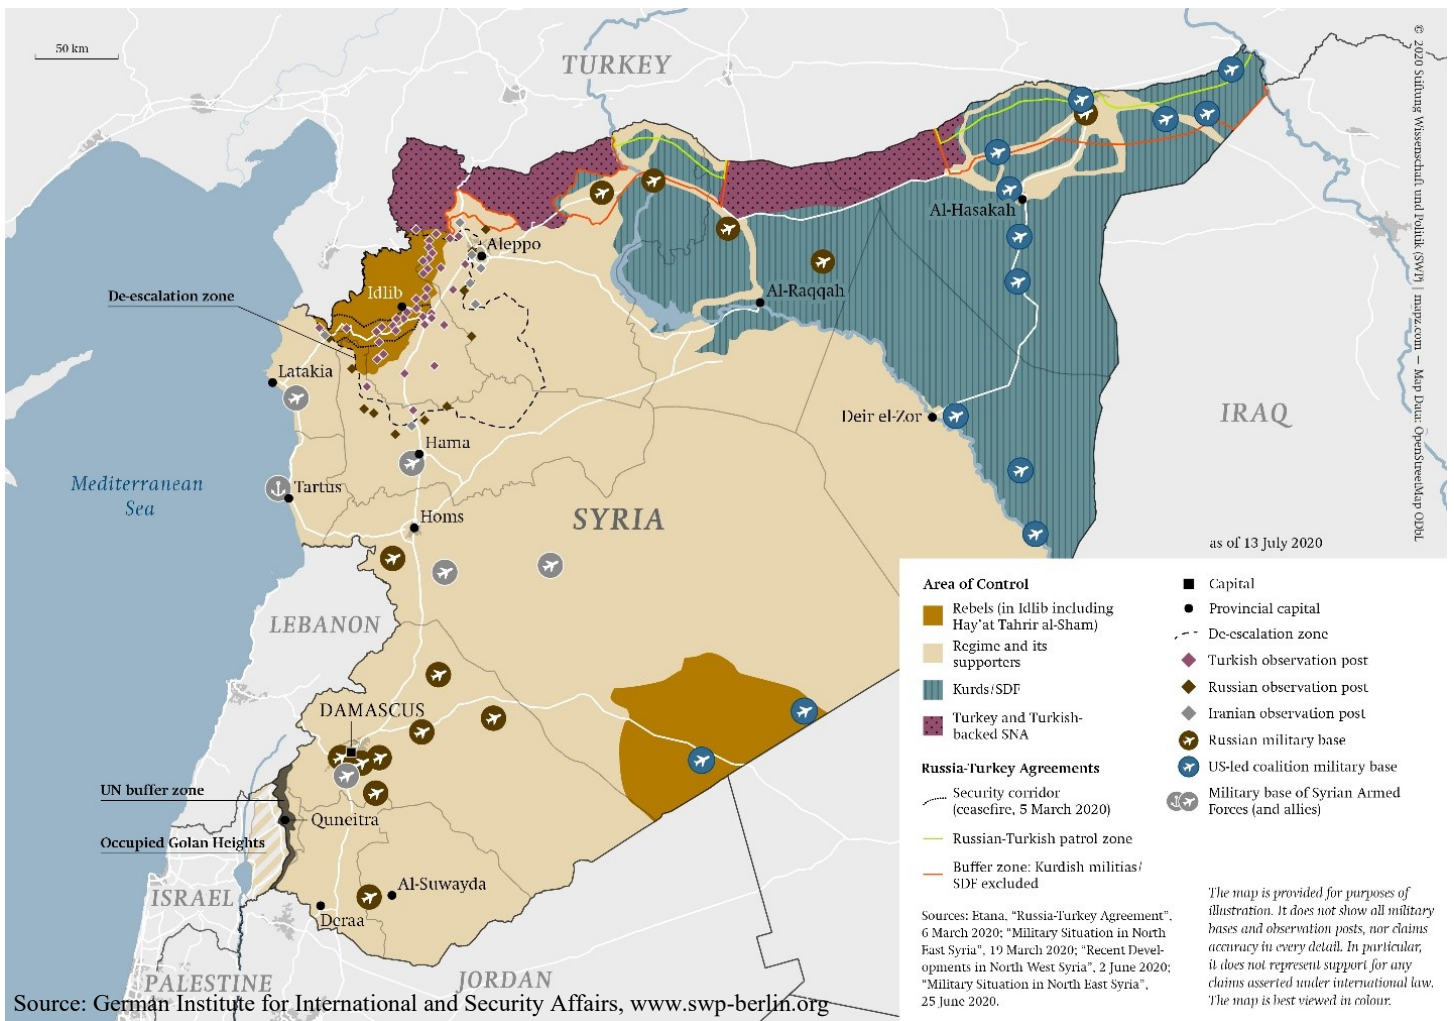 50 km
TURKEY
© 2020 Stiftung Wissenschaft und Politik (SWP) | mapz.com – Map Data: OpenStreetMap ODbL
Al-Hasakah
Aleppo
Idlib
Al-Raqqah
De-escalation zone
Latakia
Deir el-Zor
IRAQ
Hama
Mediterranean
Sea
Tartus
Homs
SYRIA
as of 13 July 2020
LEBANON
DAMASCUS
UN buffer zone
Quneitra
Occupied Golan Heights
ISRAEL
Al-Suwayda
Deraa
PALESTINE
JORDAN
Area of Control
Rebels (in Idlib including
Hay'at Tahrir al-Sham)
Regime and its
supporters
Kurds/SDF
Turkey and Turkish-
backed SNA
Russia-Turkey Agreements
Security corridor
(ceasefire, 5 March 2020)
Russian-Turkish patrol zone
Buffer zone: Kurdish militias/
SDF excluded
Sources: Etana, “Russia-Turkey Agreement”,
6 March 2020; “Military Situation in North
East Syria”, 19 March 2020; “Recent Devel-
opments in North West Syria”, 2 June 2020;
“Military Situation in North East Syria”,
25 June 2020.
Capital
Provincial capital
De-escalation zone
Turkish observation post
Russian observation post
Iranian observation post
Russian military base
US-led coalition military base
Military base of Syrian Armed
Forces (and allies)
The map is provided for purposes of
illustration. It does not show all military
bases and observation posts, nor claims
accuracy in every detail. In particular,
it does not represent support for any
claims asserted under international law.
The map is best viewed in colour.
Source: German Institute for International and Security Affairs, www.swp-berlin.org